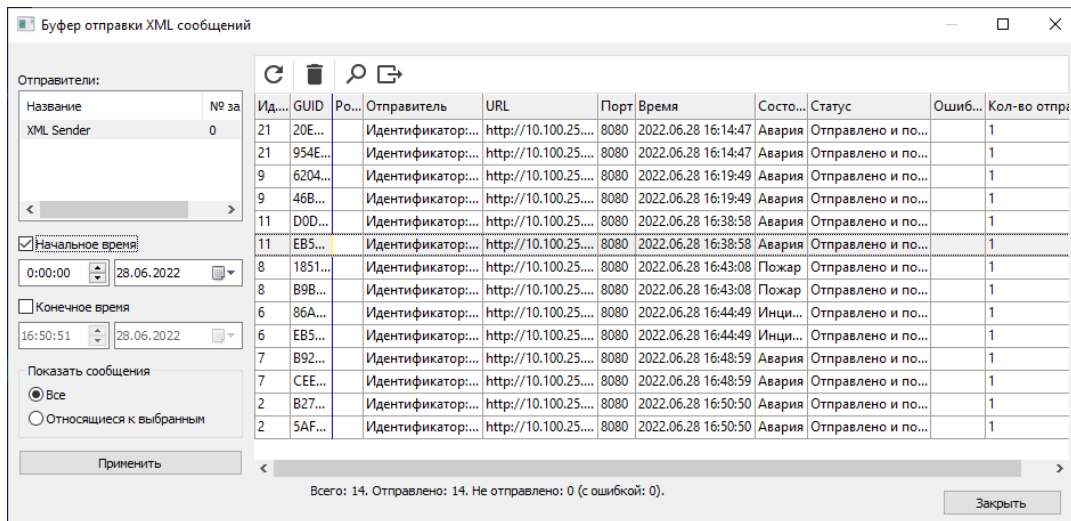 Буфер отправки XML сообщений
Отправители:
Название № за
XML Sender 0
Начальное время
0:00:00 28.06.2022
Конечное время
16:50:51 28.06.2022
Показать сообщения
Все
Относящиеся к выбранным
Применить
Ид... GUID Ро... Отправитель URL Порт Время Состо... Статус Ошиб... Кол-во отпра
21 20E... Идентификатор:... http://10.100.25.... 8080 2022.06.28 16:14:47 Авария Отправлено и по... 1
21 954E... Идентификатор:... http://10.100.25.... 8080 2022.06.28 16:14:47 Авария Отправлено и по... 1
9 6204... Идентификатор:... http://10.100.25.... 8080 2022.06.28 16:19:49 Авария Отправлено и по... 1
9 46B... Идентификатор:... http://10.100.25.... 8080 2022.06.28 16:19:49 Авария Отправлено и по... 1
11 D0D... Идентификатор:... http://10.100.25.... 8080 2022.06.28 16:38:58 Авария Отправлено и по... 1
11 EB5... Идентификатор:... http://10.100.25.... 8080 2022.06.28 16:38:58 Авария Отправлено и по... 1
8 1851... Идентификатор:... http://10.100.25.... 8080 2022.06.28 16:43:08 Пожар Отправлено и по... 1
8 B9B... Идентификатор:... http://10.100.25.... 8080 2022.06.28 16:43:08 Пожар Отправлено и по... 1
6 86A... Идентификатор:... http://10.100.25.... 8080 2022.06.28 16:44:49 Инци... Отправлено и по... 1
6 EB5... Идентификатор:... http://10.100.25.... 8080 2022.06.28 16:44:49 Инци... Отправлено и по... 1
7 B92... Идентификатор:... http://10.100.25.... 8080 2022.06.28 16:48:59 Авария Отправлено и по... 1
7 CEE... Идентификатор:... http://10.100.25.... 8080 2022.06.28 16:48:59 Авария Отправлено и по... 1
2 B27... Идентификатор:... http://10.100.25.... 8080 2022.06.28 16:50:50 Авария Отправлено и по... 1
2 5AF... Идентификатор:... http://10.100.25.... 8080 2022.06.28 16:50:50 Авария Отправлено и по... 1
Всего: 14. Отправлено: 14. Не отправлено: 0 (с ошибкой: 0).
Закрыть